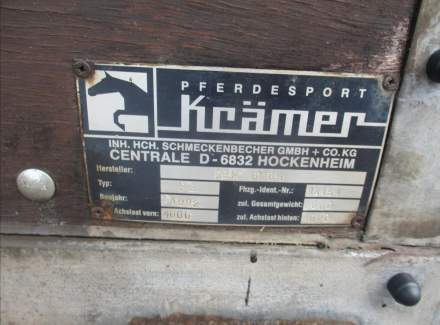 PFERDESPORT
Krämer
INH. HCH. SCHMECKENBECHER GMBH + CO. KG
CENTRALE D-6832 HOCKENHEIM
Hersteller:
Typ: Fhzg.-Ident.-Nr.:
Baujahr: zul. Gesamtgewicht:
Achslast vorn: zul. Achslast hinten: